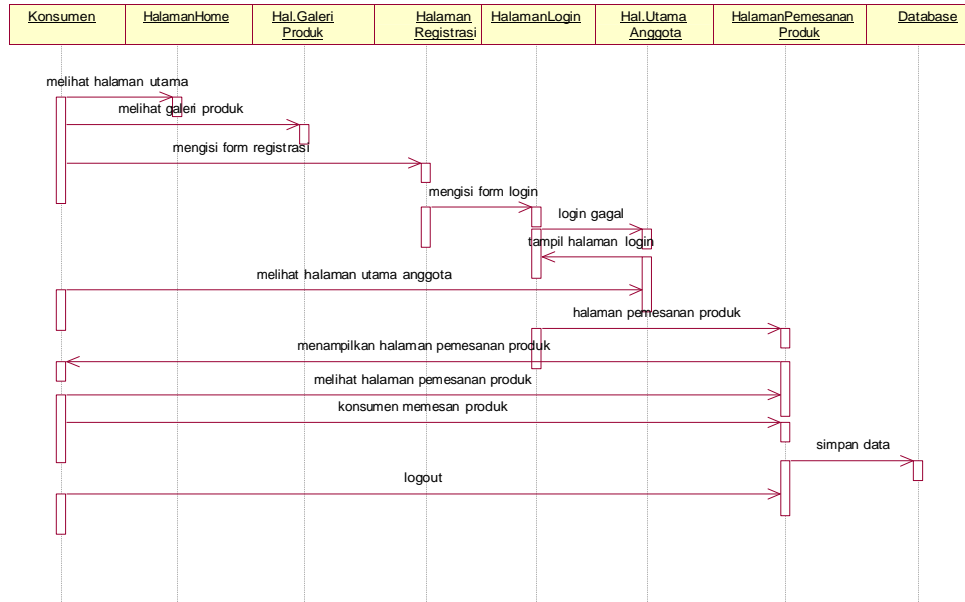 Konsumen
HalamanHome
Hal.Galeri
Produk
Halaman
Registrasi
HalamanLogin
Hal.Utama
Anggota
HalamanPemesanan
Produk
Database
melihat halaman utama
melihat galeri produk
mengisi form registrasi
mengisi form login
login gagal
tampil halaman login
melihat halaman utama anggota
halaman pemesanan produk
menampilkan halaman pemesanan produk
melihat halaman pemesanan produk
konsumen memesan produk
simpan data
logout